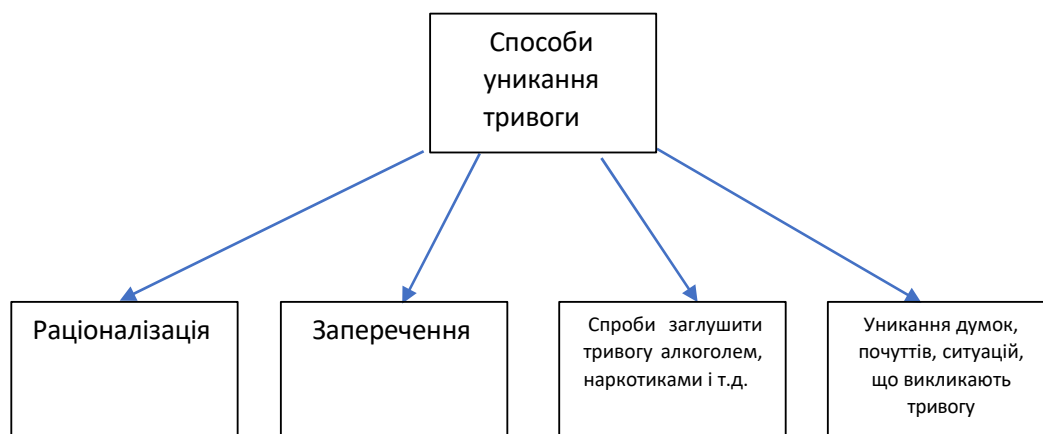 Способи
уникання
тривоги
Раціоналізація
Заперечення
Спроби заглушити
тривогу алкоголем,
наркотиками і т.д.
Уникання думок,
почуттів, ситуацій,
що викликають
тривогу